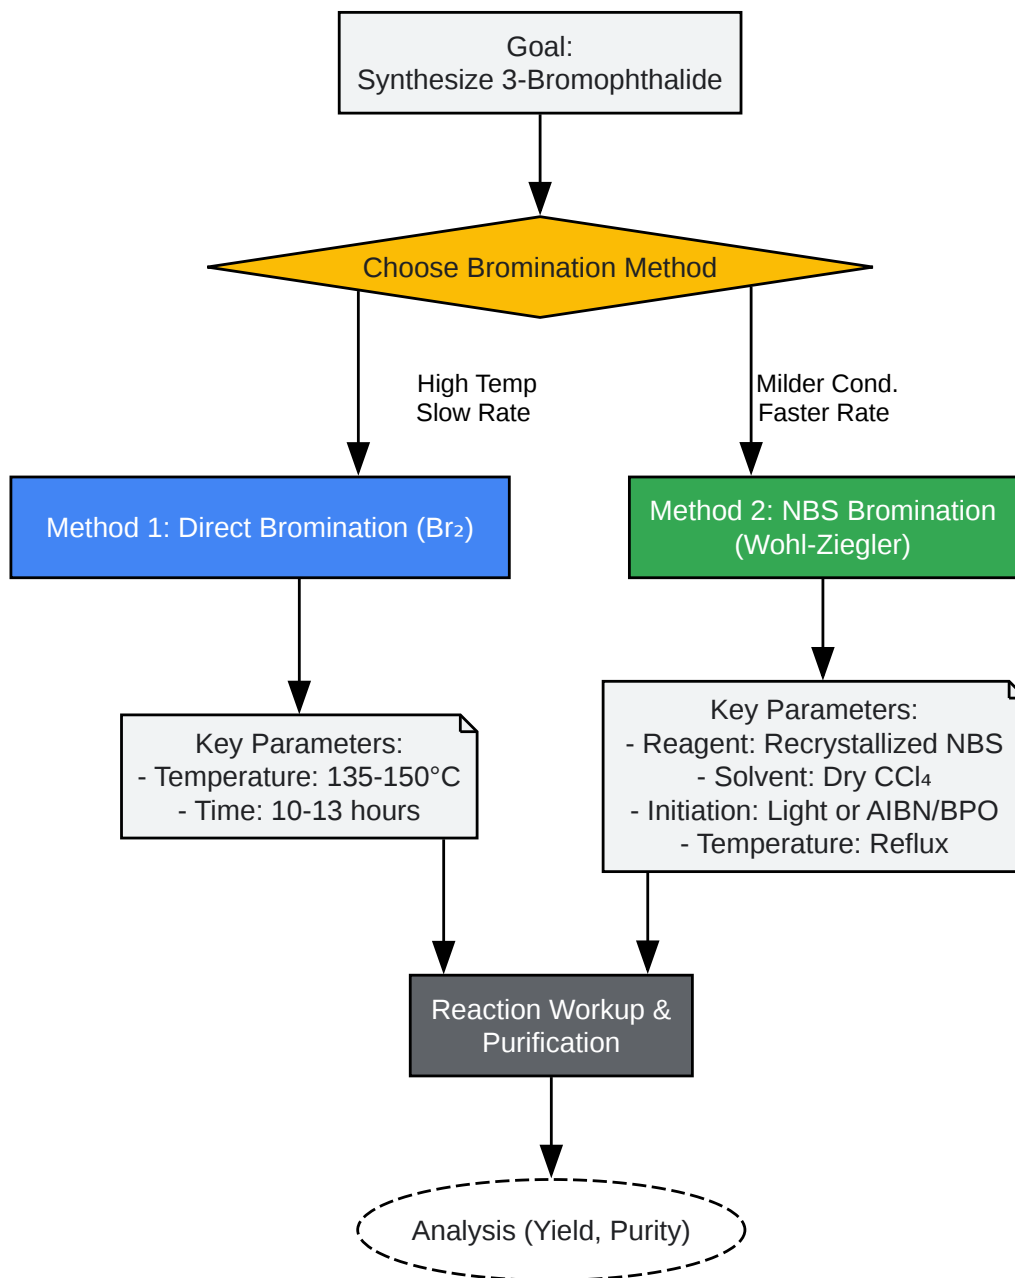 Goal:
Synthesize 3-Bromophthalide
Choose Bromination Method
High Temp
Slow Rate
Milder Cond.
Faster Rate
Method 1: Direct Bromination (Br₂)
Method 2: NBS Bromination
(Wohl-Ziegler)
Key Parameters:
- Temperature: 135-150°C
- Time: 10-13 hours
Key Parameters:
- Reagent: Recrystallized NBS
- Solvent: Dry CCl₄
- Initiation: Light or AIBN/BPO
- Temperature: Reflux
Reaction Workup &
Purification
Analysis (Yield, Purity)